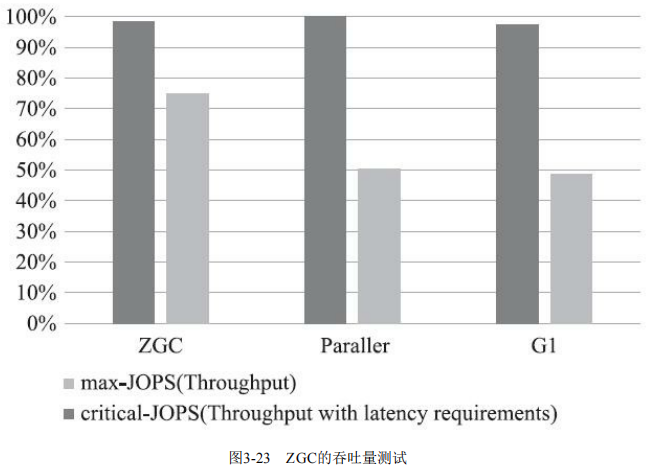 100%
90%
80%
70%
60%
50%
40%
30%
20%
10%
0%
ZGC Paraller G1
max-JOPS(Throughput)
critical-JOPS(Throughput with latency requirements)
图3-23 ZGC的吞吐量测试